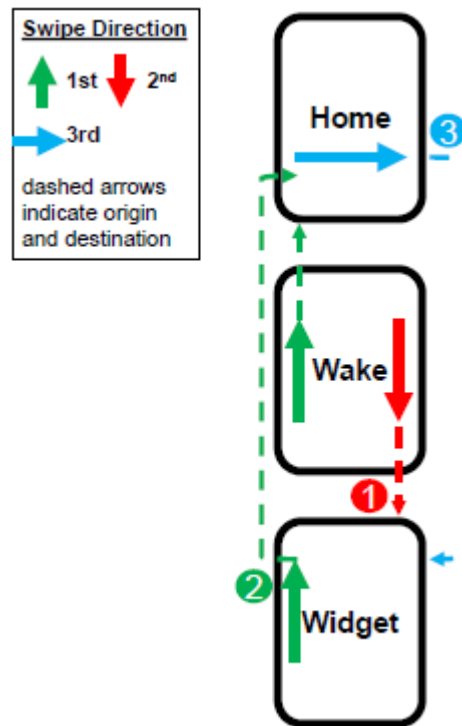 Swipe Direction
1st
2nd
3rd
dashed arrows
indicate origin
and destination
Home
3
Wake
1
2
Widget